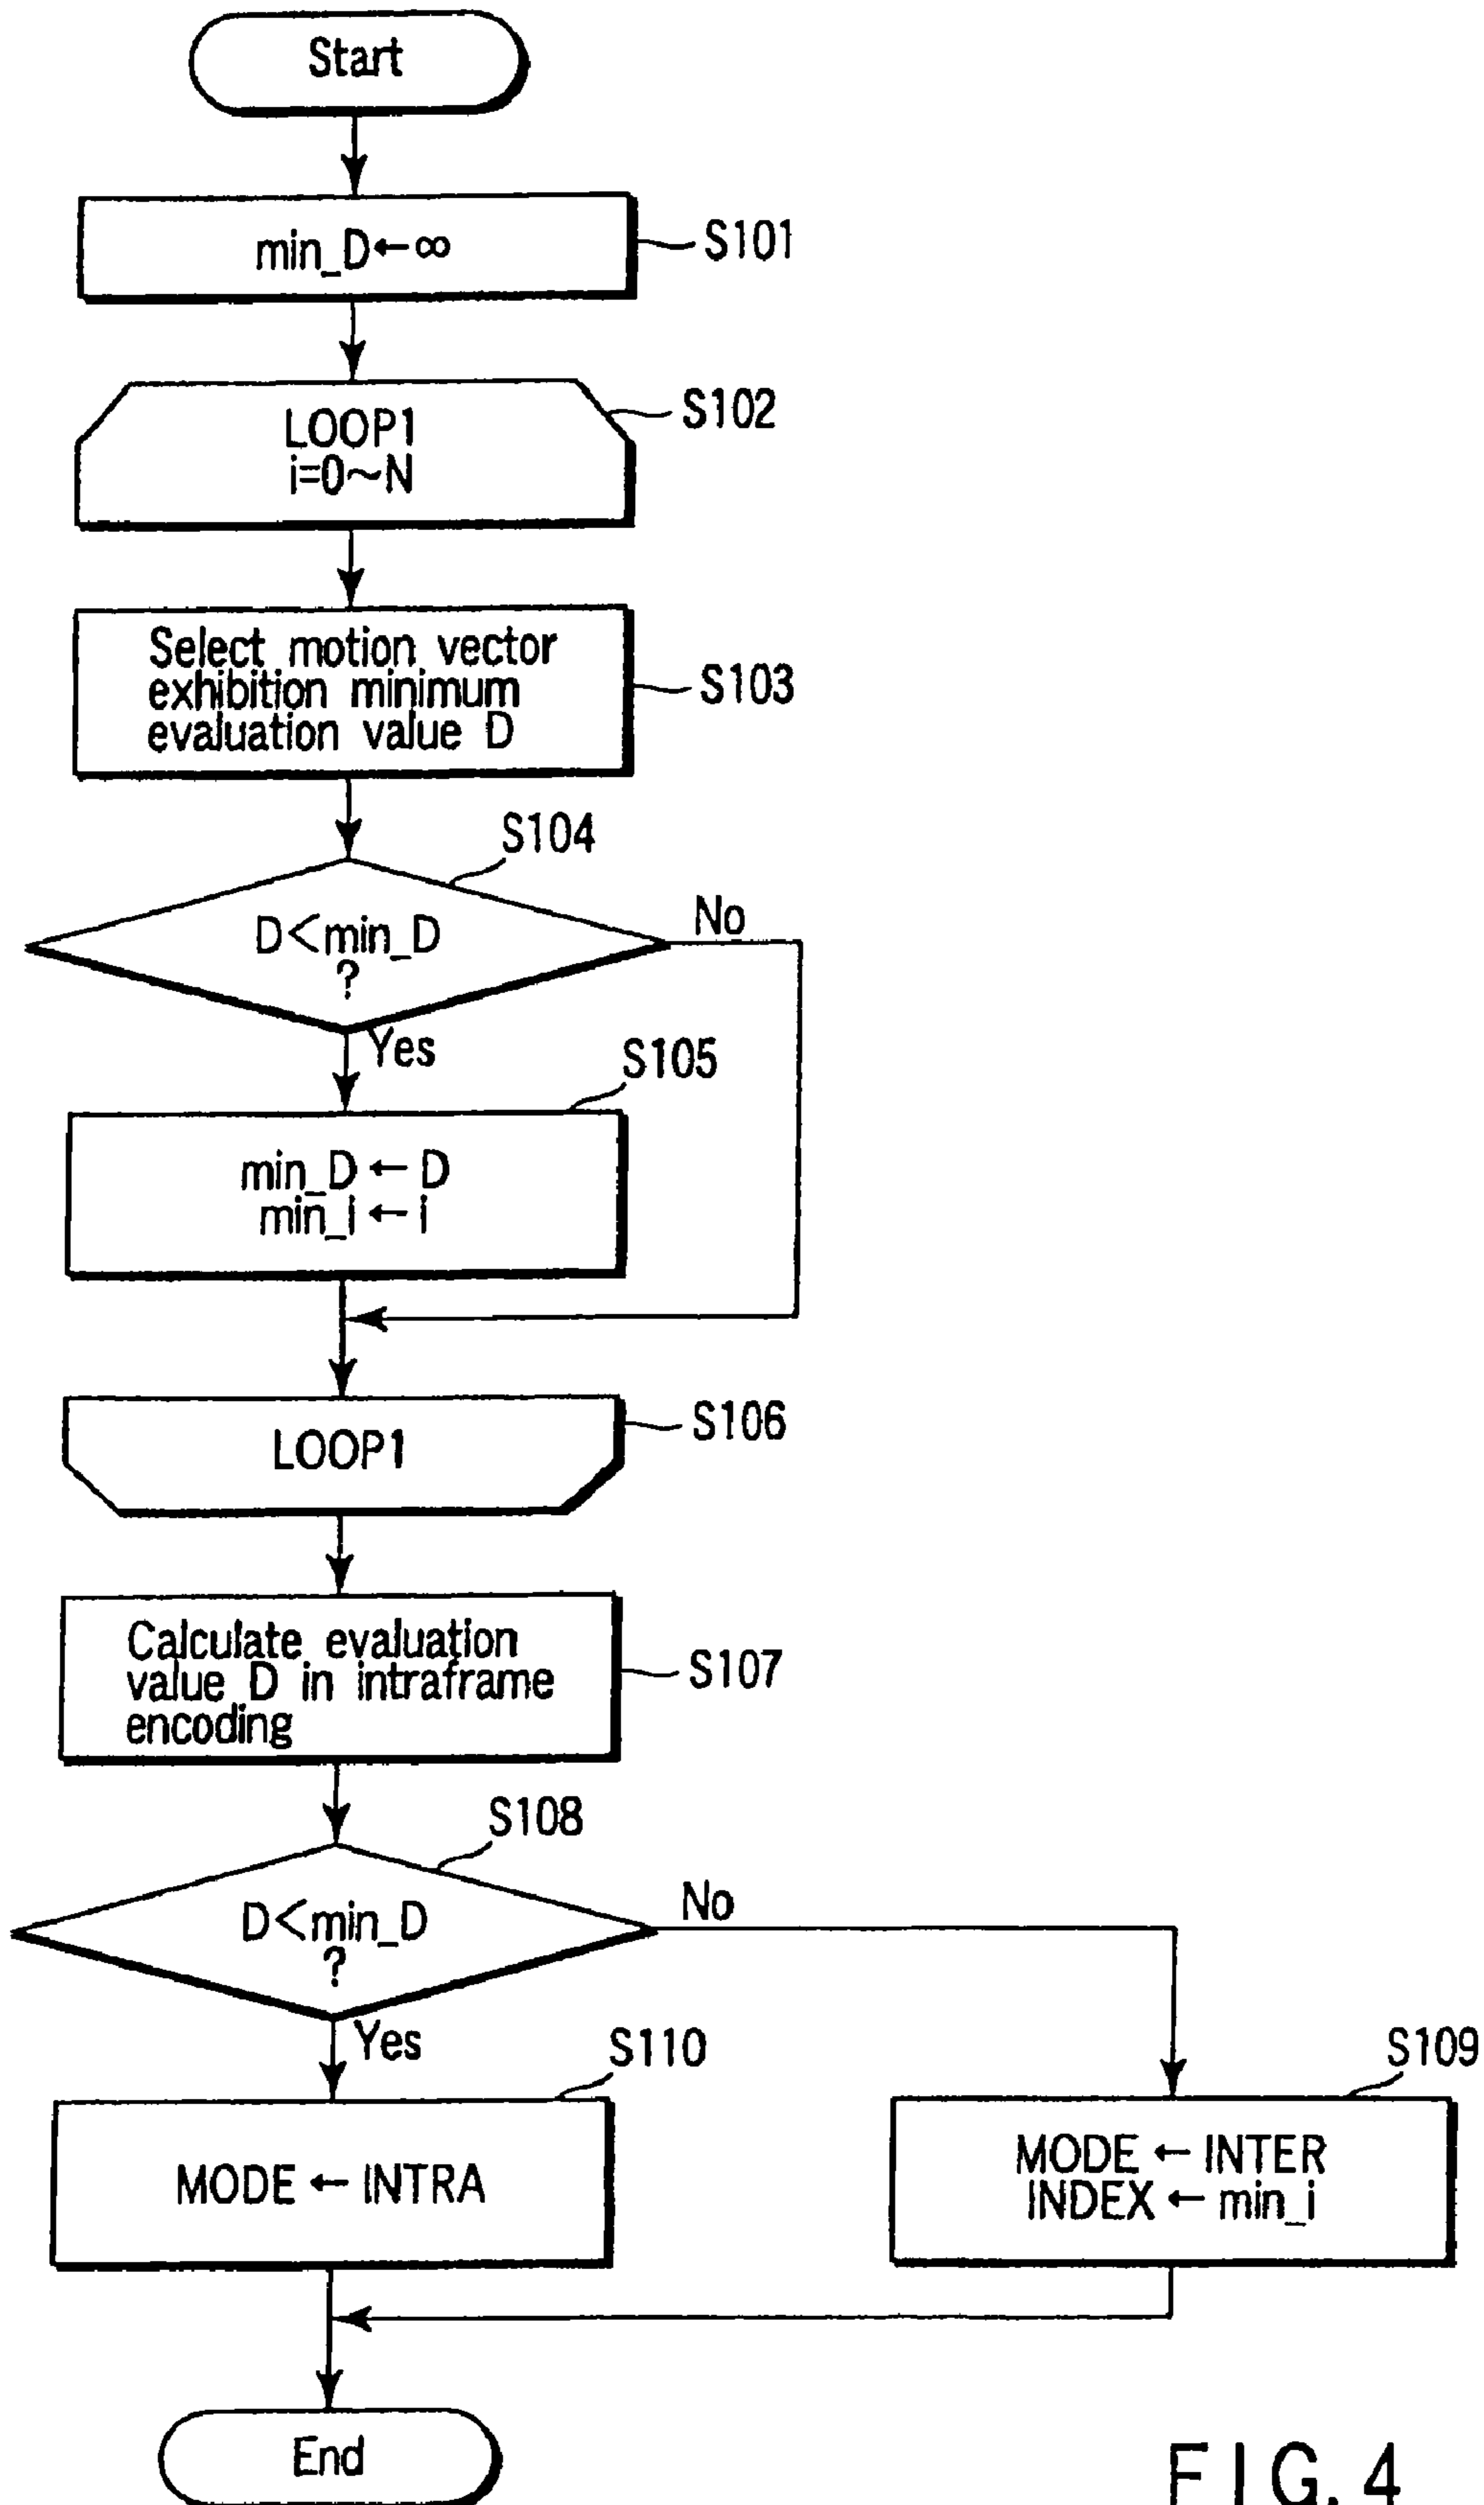 Start
min_D←∞
S101
LOOP1
i=0~N
S102
Select motion vector
exhibition minimum
evaluation value D
S103
S104
D<min_D
?
No
Yes
S105
min_D ← D
min_i ← i
LOOP1
S106
Calculate evaluation
value D in intraframe
encoding
S107
S108
D<min_D
?
No
Yes
S110
S109
MODE ← INTRA
MODE ← INTER
INDEX ← min_i
End
FIG. 4